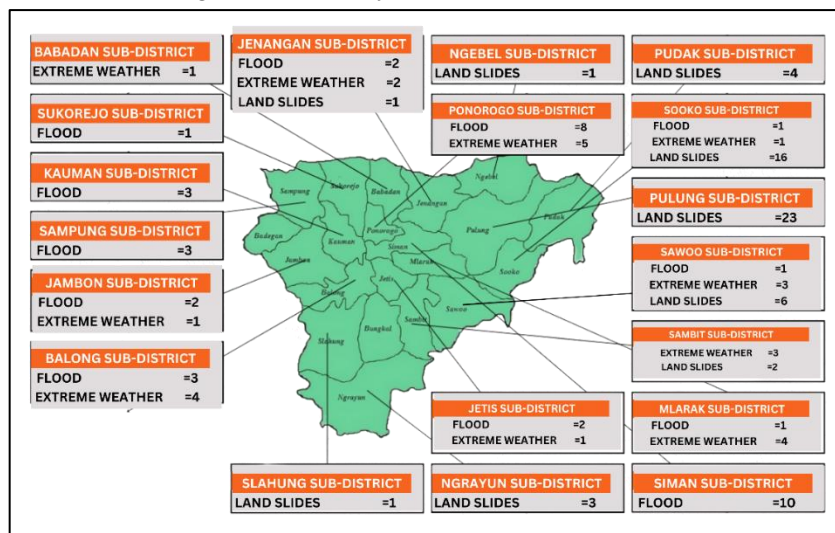 BABADAN SUB-DISTRICT
EXTREME WEATHER =1
JENANGAN SUB-DISTRICT
FLOOD =2
EXTREME WEATHER =2
LAND SLIDES =1
NGEBEL SUB-DISTRICT
LAND SLIDES =1
PUDAK SUB-DISTRICT
LAND SLIDES =4
SUKOREJO SUB-DISTRICT
FLOOD =1
PONOROGO SUB-DISTRICT
FLOOD =8
EXTREME WEATHER =5
SOOKO SUB-DISTRICT
FLOOD =1
EXTREME WEATHER =1
LAND SLIDES =16
KAUMAN SUB-DISTRICT
FLOOD =3
PULUNG SUB-DISTRICT
LAND SLIDES =23
SAMPUNG SUB-DISTRICT
FLOOD =3
SAWOO SUB-DISTRICT
FLOOD =1
EXTREME WEATHER =3
LAND SLIDES =6
JAMBON SUB-DISTRICT
FLOOD =2
EXTREME WEATHER =1
SAMBIT SUB-DISTRICT
EXTREME WEATHER =3
LAND SLIDES =2
BALONG SUB-DISTRICT
FLOOD =3
EXTREME WEATHER =4
JETIS SUB-DISTRICT
FLOOD =2
EXTREME WEATHER =1
MLARAK SUB-DISTRICT
FLOOD =1
EXTREME WEATHER =4
SLAHUNG SUB-DISTRICT
LAND SLIDES =1
NGRAYUN SUB-DISTRICT
LAND SLIDES =3
SIMAN SUB-DISTRICT
FLOOD =10
Ngebel
Sampung
Sukorejo
Babadan
Jenangan
Pudak
Badegan
Kauman
Ponorogo
Siman
Pulung
Jambon
Mlarak
Sooko
Balong
Jetis
Sambit
Sawoo
Slahung
Bungkal
Ngrayun